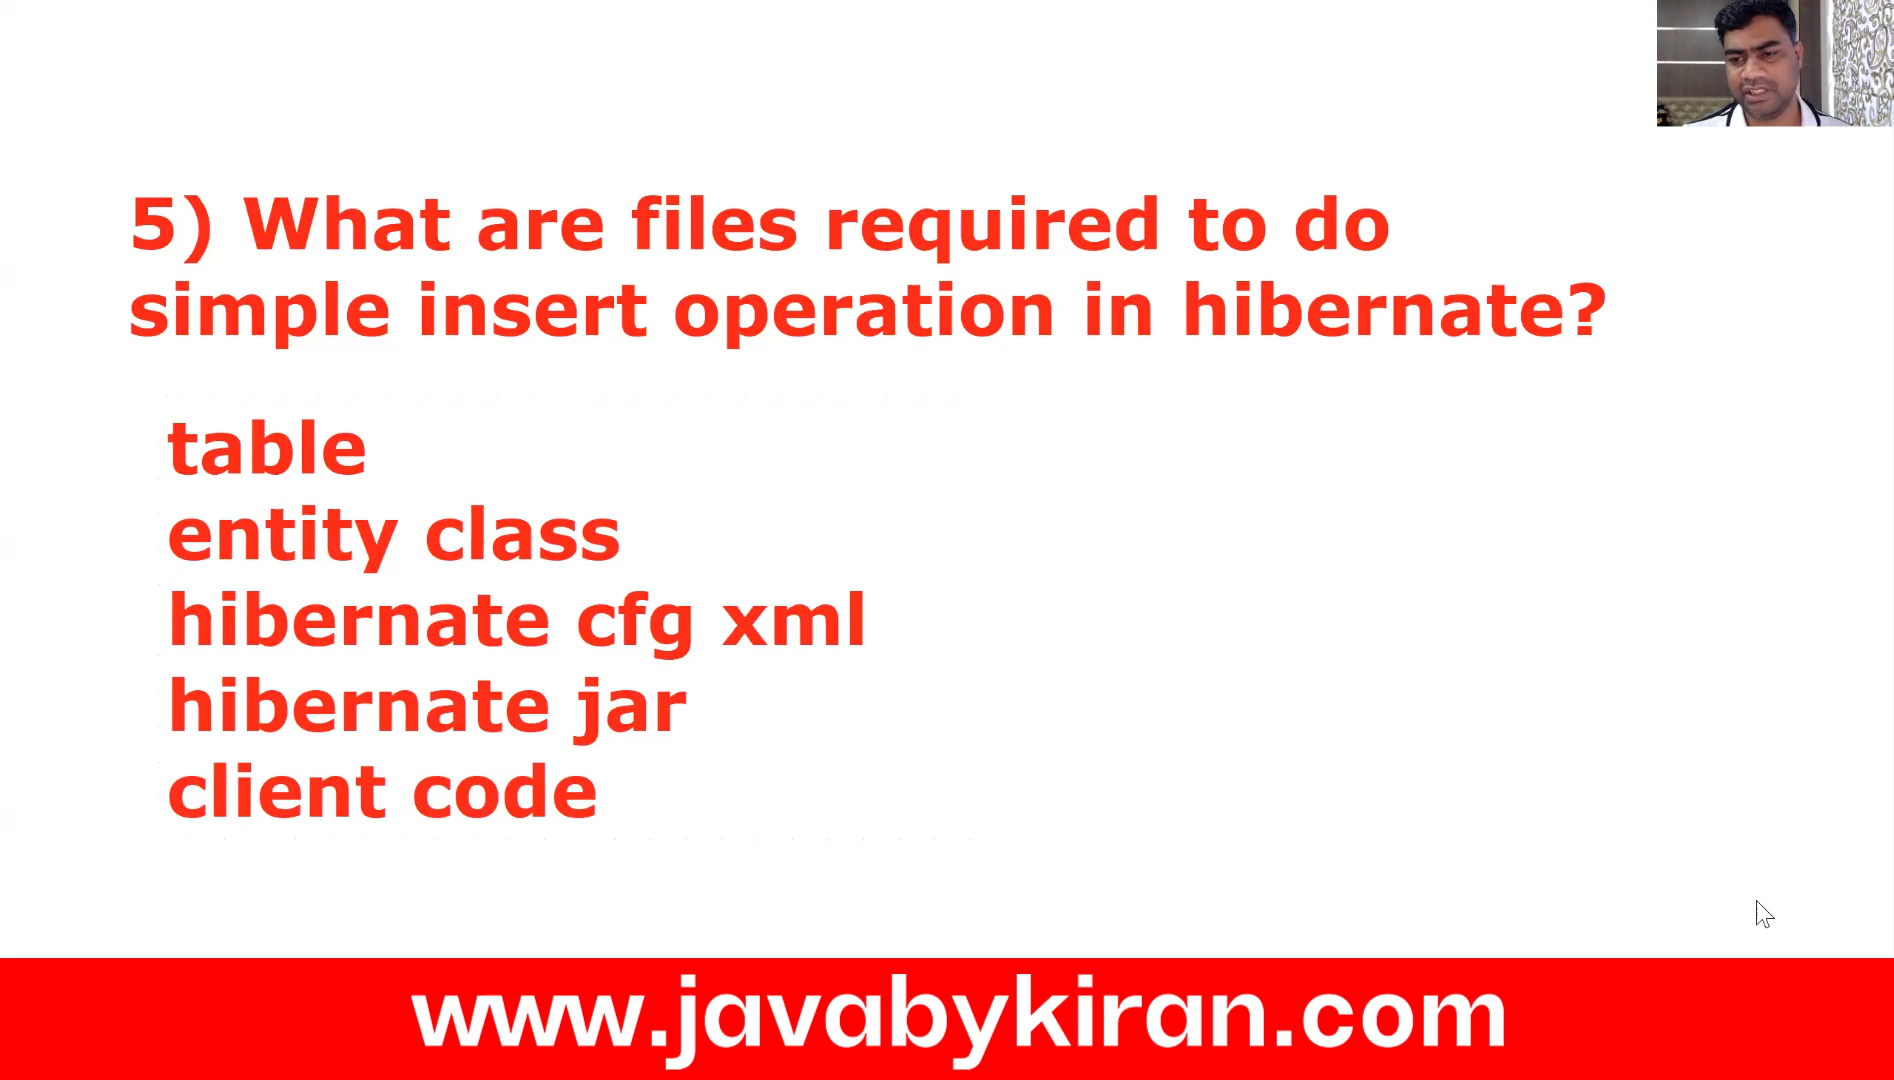 5) What are files required to do
simple insert operation in hibernate?
table
entity class
hibernate cfg xml
hibernate jar
client code
www.javabykiran.com